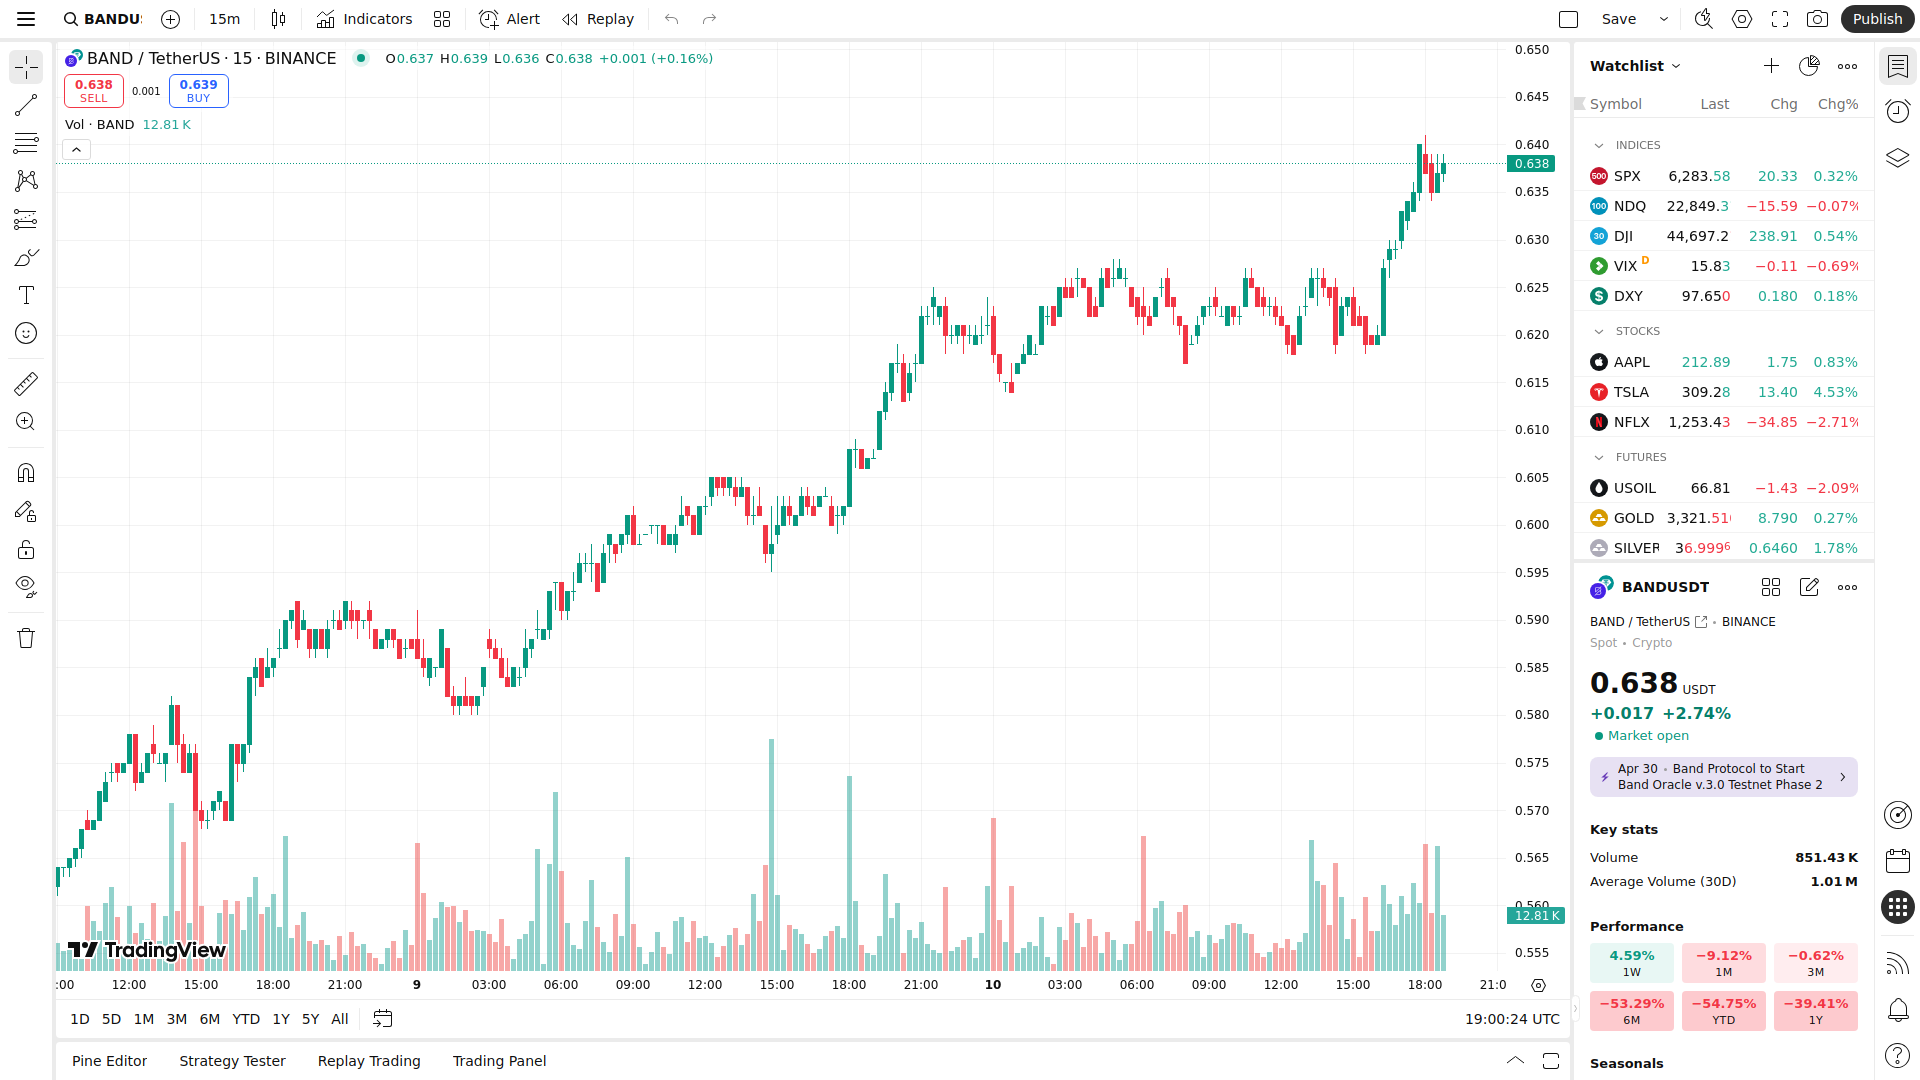 BANDU
15m
Indicators
Alert
Replay
Save
Publish
BAND / TetherUS · 15 · BINANCE
O0.637 H0.639 L0.636 C0.638 +0.001 (+0.16%)
0.638
SELL
0.001
0.639
BUY
Vol · BAND 12.81 K
0.650
0.645
0.640
0.638
0.635
0.630
0.625
0.620
0.615
0.610
0.605
0.600
0.595
0.590
0.585
0.580
0.575
0.570
0.565
0.560
12.81 K
0.555
TradingView
:00 12:00 15:00 18:00 21:00 9 03:00 06:00 09:00 12:00 15:00 18:00 21:00 10 03:00 06:00 09:00 12:00 15:00 18:00 21:0
1D 5D 1M 3M 6M YTD 1Y 5Y All
19:00:24 UTC
Pine Editor Strategy Tester Replay Trading Trading Panel
Watchlist
Symbol Last Chg Chg%
INDICES
500 SPX 6,283.58 20.33 0.32%
100 NDQ 22,849.3 −15.59 −0.07%
30 DJI 44,697.2 238.91 0.54%
VIX D 15.83 −0.11 −0.69%
$ DXY 97.650 0.180 0.18%
STOCKS
AAPL 212.89 1.75 0.83%
TSLA 309.28 13.40 4.53%
N NFLX 1,253.43 −34.85 −2.71%
FUTURES
USOIL 66.81 −1.43 −2.09%
GOLD 3,321.51 8.790 0.27%
SILVER 36.9996 0.6460 1.78%
BANDUSDT
BAND / TetherUS • BINANCE
Spot • Crypto
0.638 USDT
+0.017 +2.74%
Market open
Apr 30 • Band Protocol to Start
Band Oracle v.3.0 Testnet Phase 2
Key stats
Volume 851.43 K
Average Volume (30D) 1.01 M
Performance
4.59%
1W
−9.12%
1M
−0.62%
3M
−53.29%
6M
−54.75%
YTD
−39.41%
1Y
Seasonals